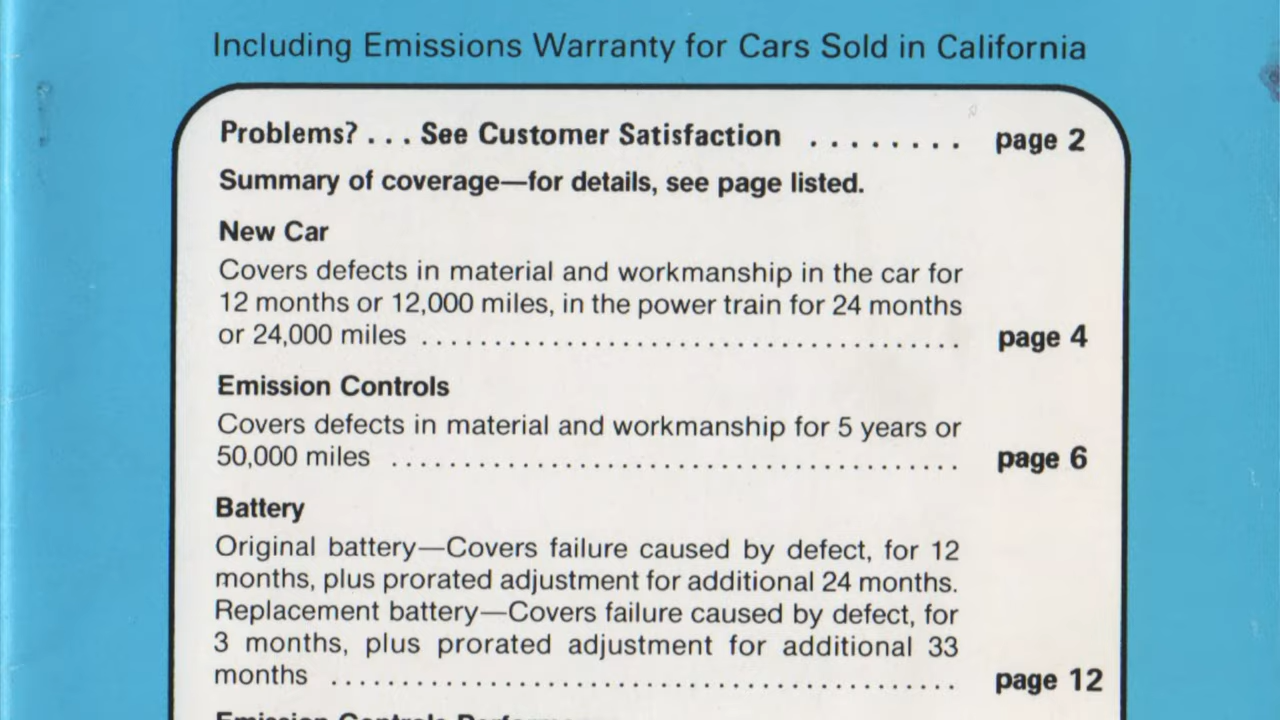 Including Emissions Warranty for Cars Sold in California
Problems? . . . See Customer Satisfaction . . . . . . . . page 2
Summary of coverage—for details, see page listed.
New Car
Covers defects in material and workmanship in the car for
12 months or 12,000 miles, in the power train for 24 months
or 24,000 miles . . . . . . . . . . . . . . . . . . . . . . . . . . . . . . . . . . . . . page 4
Emission Controls
Covers defects in material and workmanship for 5 years or
50,000 miles . . . . . . . . . . . . . . . . . . . . . . . . . . . . . . . . . . . . . . . page 6
Battery
Original battery—Covers failure caused by defect, for 12
months, plus prorated adjustment for additional 24 months.
Replacement battery—Covers failure caused by defect, for
3 months, plus prorated adjustment for additional 33
months . . . . . . . . . . . . . . . . . . . . . . . . . . . . . . . . . . . . . . . . . . . page 12
Emission Controls Performance